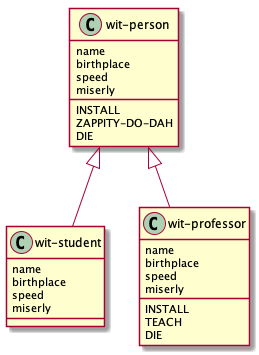 C wit-person
name
birthplace
speed
miserly
INSTALL
ZAPPITY-DO-DAH
DIE
C wit-student
name
birthplace
speed
miserly
C wit-professor
name
birthplace
speed
miserly
INSTALL
TEACH
DIE